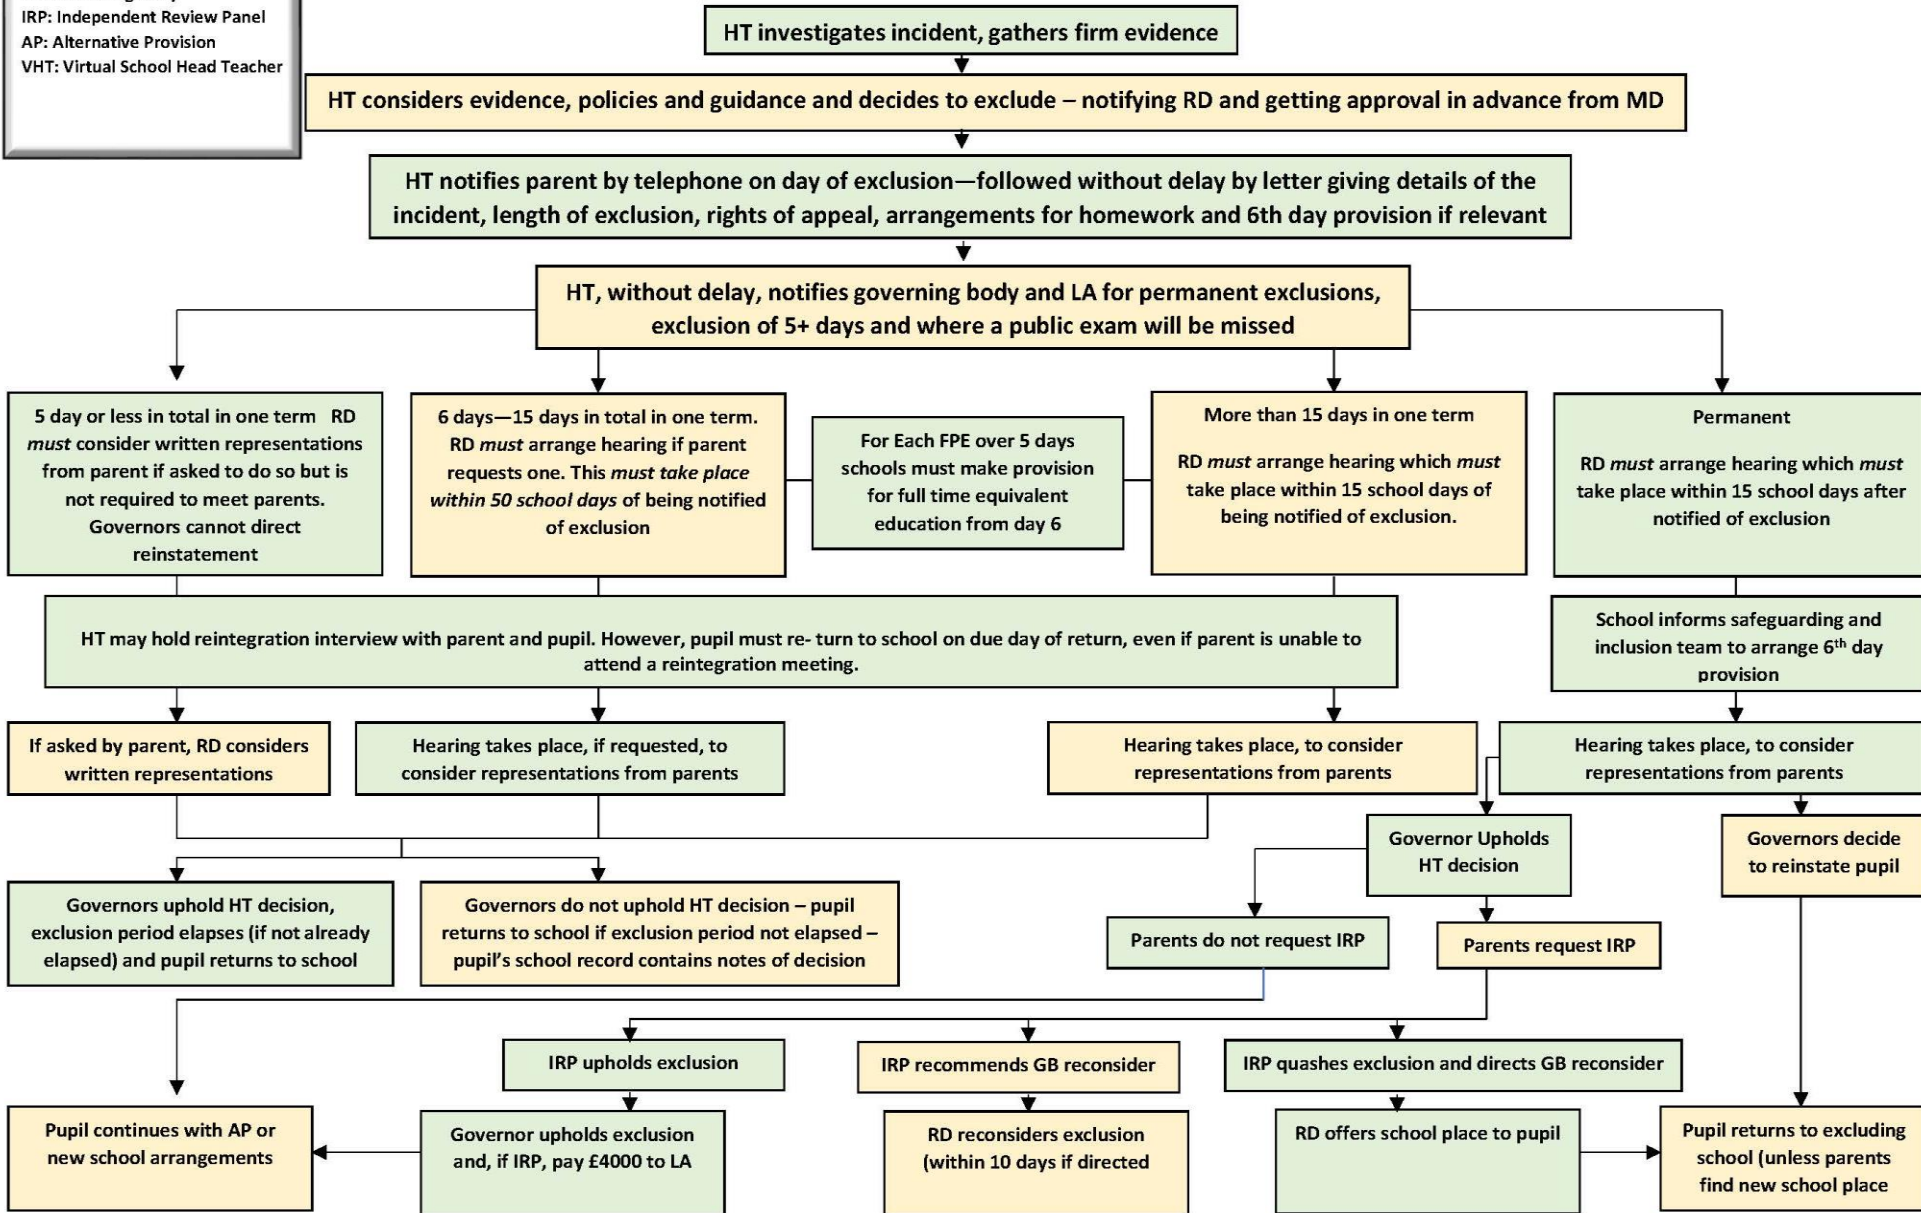 IRP: Independent Review Panel
AP: Alternative Provision
VHT: Virtual School Head Teacher
HT investigates incident, gathers firm evidence
HT considers evidence, policies and guidance and decides to exclude – notifying RD and getting approval in advance from MD
HT notifies parent by telephone on day of exclusion—followed without delay by letter giving details of the
incident, length of exclusion, rights of appeal, arrangements for homework and 6th day provision if relevant
HT, without delay, notifies governing body and LA for permanent exclusions,
exclusion of 5+ days and where a public exam will be missed
5 day or less in total in one term RD
must consider written representations
from parent if asked to do so but is
not required to meet parents.
Governors cannot direct
reinstatement
6 days—15 days in total in one term.
RD must arrange hearing if parent
requests one. This must take place
within 50 school days of being notified
of exclusion
For Each FPE over 5 days
schools must make provision
for full time equivalent
education from day 6
More than 15 days in one term
RD must arrange hearing which must
take place within 15 school days of
being notified of exclusion.
Permanent
RD must arrange hearing which must
take place within 15 school days after
notified of exclusion
HT may hold reintegration interview with parent and pupil. However, pupil must re- turn to school on due day of return, even if parent is unable to
attend a reintegration meeting.
School informs safeguarding and
inclusion team to arrange 6th day
provision
If asked by parent, RD considers
written representations
Hearing takes place, if requested, to
consider representations from parents
Hearing takes place, to consider
representations from parents
Hearing takes place, to consider
representations from parents
Governor Upholds
HT decision
Governors decide
to reinstate pupil
Governors uphold HT decision,
exclusion period elapses (if not already
elapsed) and pupil returns to school
Governors do not uphold HT decision – pupil
returns to school if exclusion period not elapsed –
pupil's school record contains notes of decision
Parents do not request IRP
Parents request IRP
IRP upholds exclusion
IRP recommends GB reconsider
IRP quashes exclusion and directs GB reconsider
Pupil continues with AP or
new school arrangements
Governor upholds exclusion
and, if IRP, pay £4000 to LA
RD reconsiders exclusion
(within 10 days if directed
RD offers school place to pupil
Pupil returns to excluding
school (unless parents
find new school place